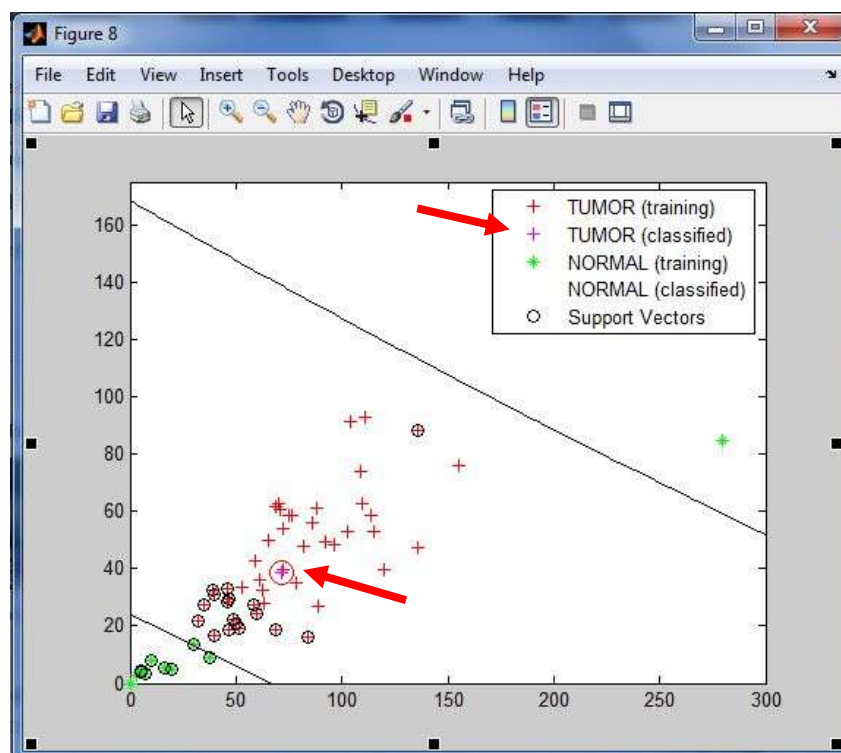 Figure 8
File Edit View Insert Tools Desktop Window Help
TUMOR (training)
TUMOR (classified)
NORMAL (training)
NORMAL (classified)
Support Vectors
160
140
120
100
80
60
40
20
0
0 50 100 150 200 250 300